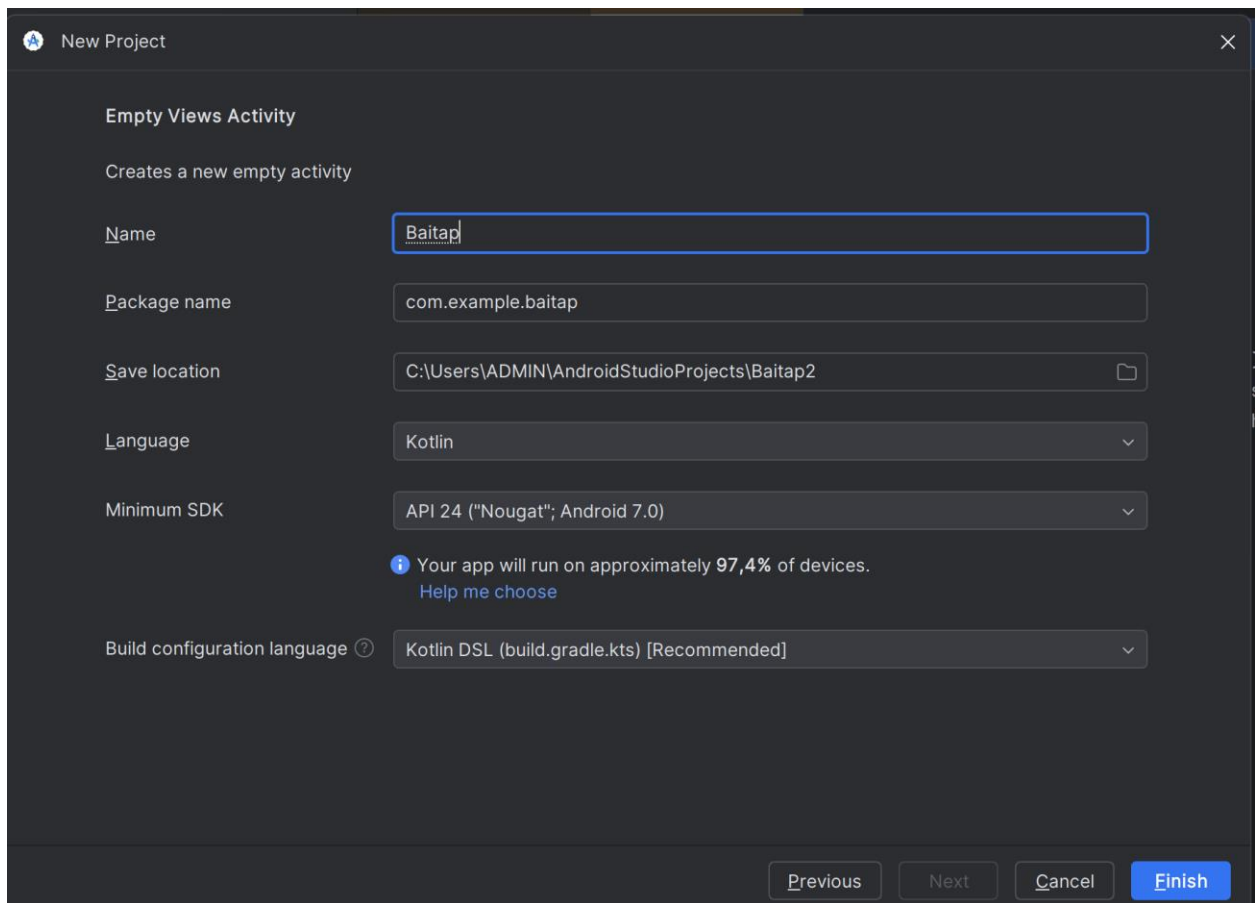 New Project
Empty Views Activity
Creates a new empty activity
Name
Baitap
Package name
com.example.baitap
Save location
C:\Users\ADMIN\AndroidStudioProjects\Baitap2
Language
Kotlin
Minimum SDK
API 24 ("Nougat"; Android 7.0)
Your app will run on approximately 97,4% of devices.
Help me choose
Build configuration language ?
Kotlin DSL (build.gradle.kts) [Recommended]
Previous Next Cancel Finish